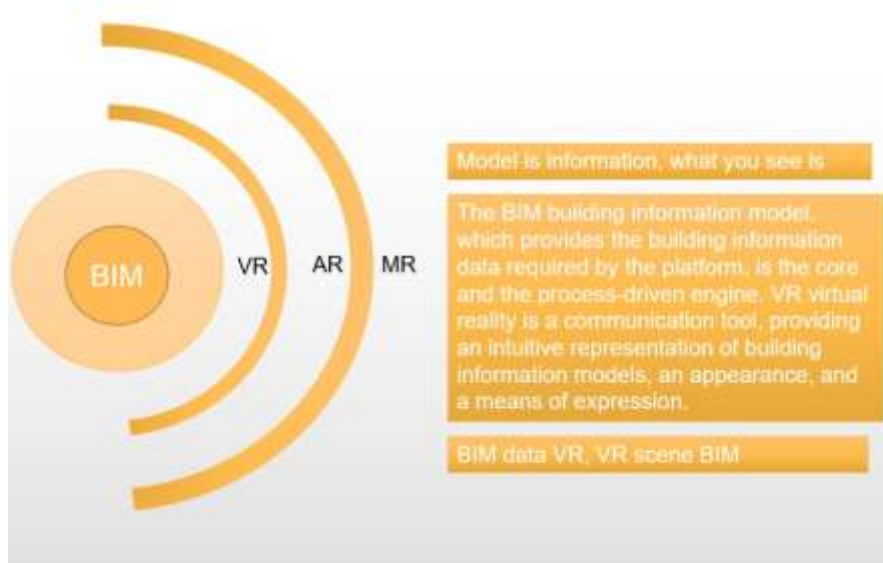 BIM
VR
AR
MR
Model is information, what you see is
The BIM building information model,
which provides the building information
data required by the platform, is the core
and the process-driven engine. VR virtual
reality is a communication tool, providing
an intuitive representation of building
information models, an appearance, and
a means of expression.
BIM data VR, VR scene BIM